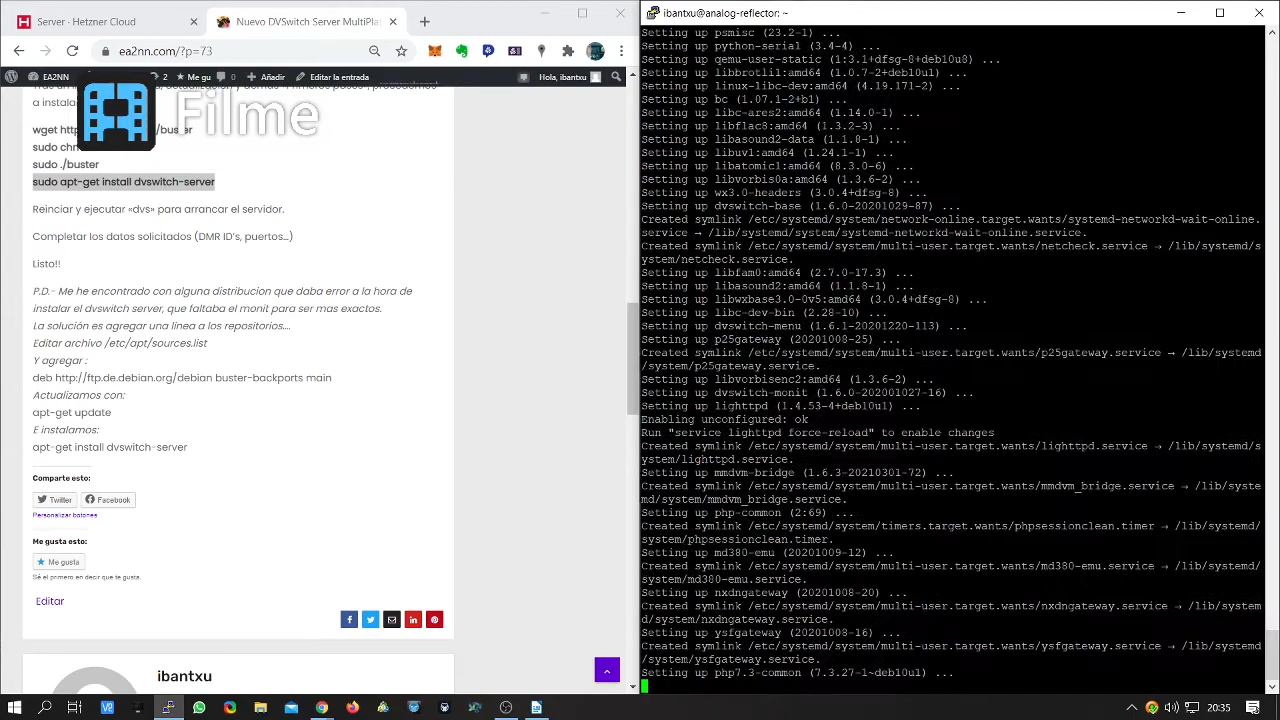 Server - Hetzner Cloud
Nuevo DVSwitch Server MultiPlat
ea2nn.com/?p=73
EA2NN
Me gu
0
Añadir
Editar la entrada
Hola, ibantxu
a instala
Filme
wget http
/buster
sudo chr
sudo ./buster
sudo apt-get install dvswitch-server
Reinciar y ejecutar «dvs» para arrancar el servidor.
Completar los datos solicitados (DMR ID's, puertos...)
Listo!!
P.D.- Me he encontrado con alguna distribucion que daba error a la hora de
instalar el dvswitch server, que faltaba el monit para ser mas exactos.
La solución es agregar una linea a los repositorios....
Editar archivo /etc/apt/sources.list
Y agregar :
deb http://ftp.de.debian.org/debian buster-backports main
Actualizamos con:
apt-get update
E instalamos:
apt-get install dvswitch-server
Comparte esto:
Twitter
Facebook
Personalizar botones
Me gusta esto:
Me gusta
Sé el primero en decir que te gusta.
Editar
ibantxu
ibantxu@analog-reflector: ~
Setting up psmisc (23.2-1) ...
Setting up python-serial (3.4-4) ...
Setting up qemu-user-static (1:3.1+dfsg-8+deb10u8) ...
Setting up libbrotli1:amd64 (1.0.7-2+deb10u1) ...
Setting up linux-libc-dev:amd64 (4.19.171-2) ...
Setting up bc (1.07.1-2+b1) ...
Setting up libc-ares2:amd64 (1.14.0-1) ...
Setting up libflac8:amd64 (1.3.2-3) ...
Setting up libasound2-data (1.1.8-1) ...
Setting up libuv1:amd64 (1.24.1-1) ...
Setting up libatomic1:amd64 (8.3.0-6) ...
Setting up libvorbis0a:amd64 (1.3.6-2) ...
Setting up wx3.0-headers (3.0.4+dfsg-8) ...
Setting up dvswitch-base (1.6.0-20201029-87) ...
Created symlink /etc/systemd/system/network-online.target.wants/systemd-networkd-wait-online.
service → /lib/systemd/system/systemd-networkd-wait-online.service.
Created symlink /etc/systemd/system/multi-user.target.wants/netcheck.service → /lib/systemd/s
ystem/netcheck.service.
Setting up libfam0:amd64 (2.7.0-17.3) ...
Setting up libasound2:amd64 (1.1.8-1) ...
Setting up libwxbase3.0-0v5:amd64 (3.0.4+dfsg-8) ...
Setting up libc-dev-bin (2.28-10) ...
Setting up dvswitch-menu (1.6.1-20201220-113) ...
Setting up p25gateway (20201008-25) ...
Created symlink /etc/systemd/system/multi-user.target.wants/p25gateway.service → /lib/systemd
/system/p25gateway.service.
Setting up libvorbisenc2:amd64 (1.3.6-2) ...
Setting up dvswitch-monit (1.6.0-202001027-16) ...
Setting up lighttpd (1.4.53-4+deb10u1) ...
Enabling unconfigured: ok
Run "service lighttpd force-reload" to enable changes
Created symlink /etc/systemd/system/multi-user.target.wants/lighttpd.service → /lib/systemd/s
ystem/lighttpd.service.
Setting up mmdvm-bridge (1.6.3-20210301-72) ...
Created symlink /etc/systemd/system/multi-user.target.wants/mmdvm_bridge.service → /lib/syste
md/system/mmdvm_bridge.service.
Setting up php-common (2:69) ...
Created symlink /etc/systemd/system/timers.target.wants/phpsessionclean.timer → /lib/systemd/
system/phpsessionclean.timer.
Setting up md380-emu (20201009-12) ...
Created symlink /etc/systemd/system/multi-user.target.wants/md380-emu.service → /lib/systemd/
system/md380-emu.service.
Setting up nxdngateway (20201008-20) ...
Created symlink /etc/systemd/system/multi-user.target.wants/nxdngateway.service → /lib/system
d/system/nxdngateway.service.
Setting up ysfgateway (20201008-16) ...
Created symlink /etc/systemd/system/multi-user.target.wants/ysfgateway.service → /lib/systemd
/system/ysfgateway.service.
Setting up php7.3-common (7.3.27-1~deb10u1) ...
20:35